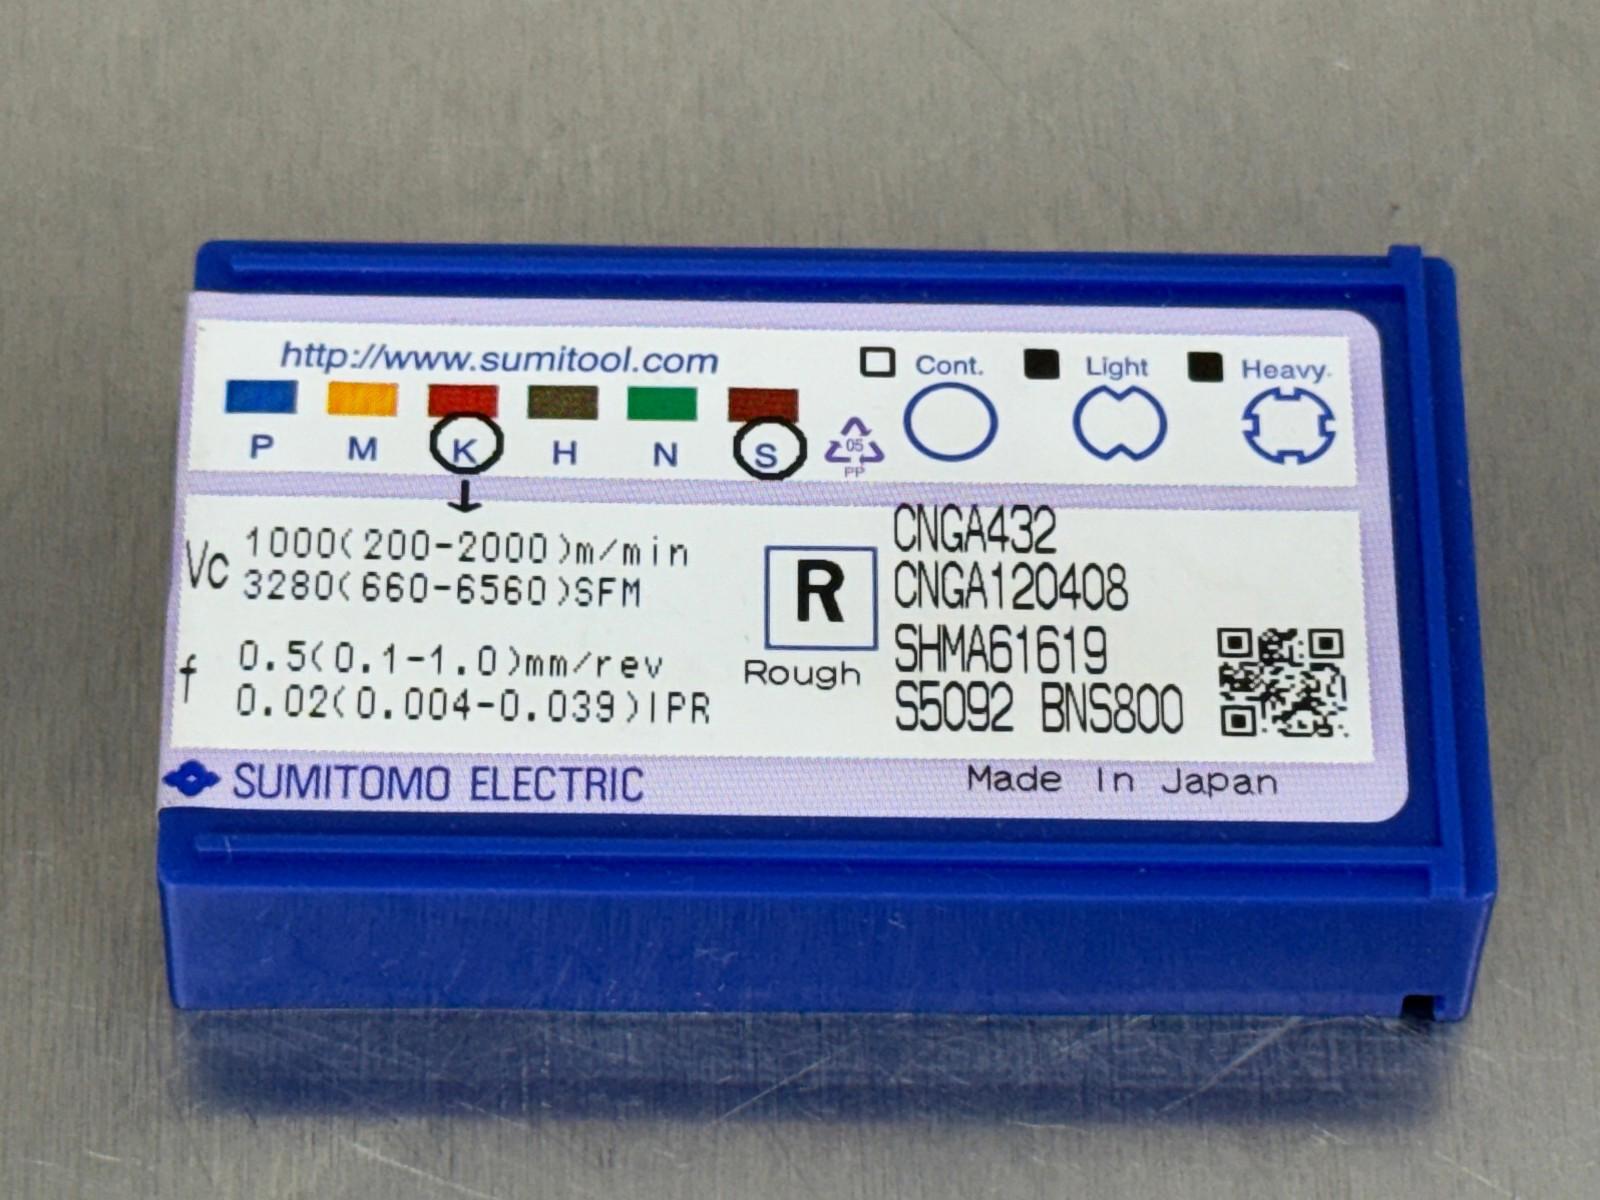 http://www.sumitool.com
Cont. Light Heavy.
P M K H N S
05
PP
Vc 1000(200-2000)m/min
3280(660-6560)SFM
f 0.5(0.1-1.0)mm/rev
0.02(0.004-0.039)IPR
R
Rough
CNGA432
CNGA120408
SHMA61619
S5092 BNS800
SUMITOMO ELECTRIC
Made In Japan